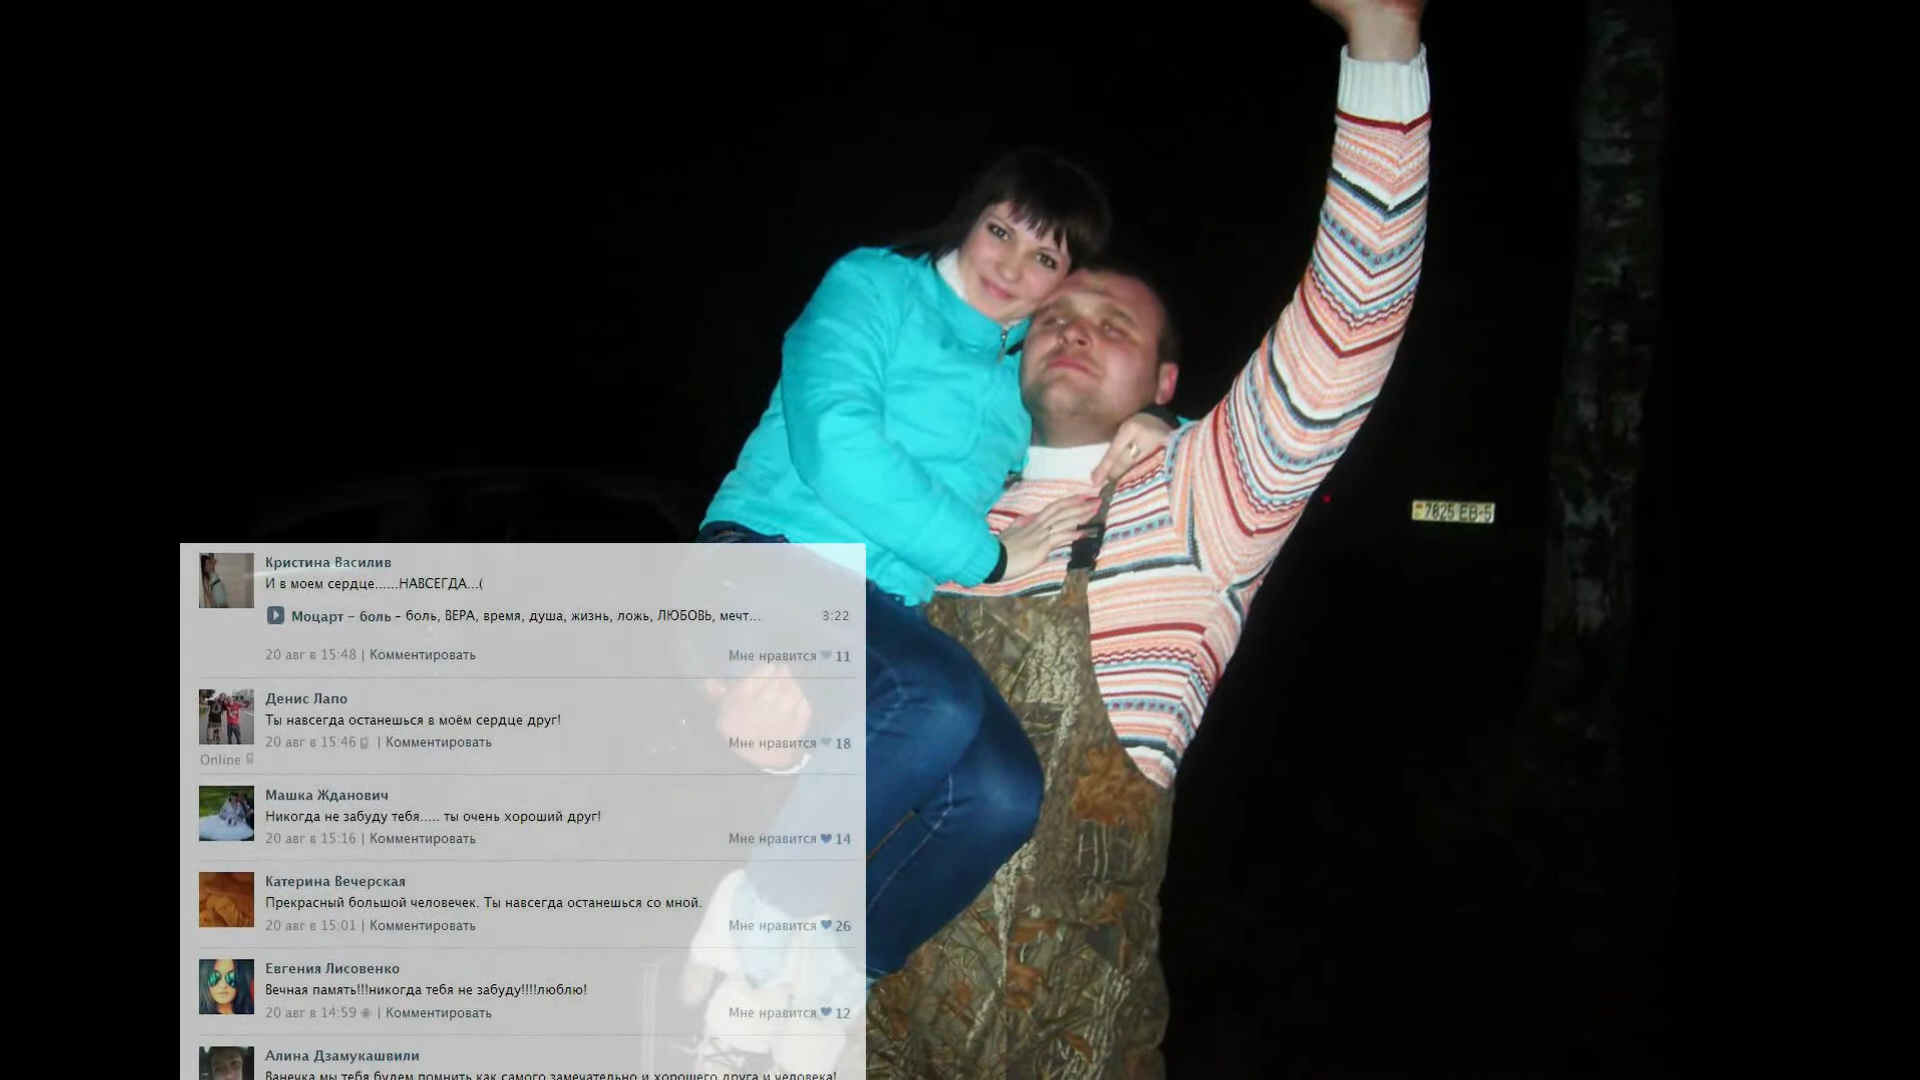 Кристина Василив
И в моем сердце......НАВСЕГДА...(
Моцарт – боль – боль, ВЕРА, время, душа, жизнь, ложь, ЛЮБОВЬ, мечт... 3:22
20 авг в 15:48 | Комментировать Мне нравится 11
Денис Лапо
Ты навсегда останешься в моём сердце друг!
20 авг в 15:46 | Комментировать Мне нравится 18
Online
Машка Жданович
Никогда не забуду тебя..... ты очень хороший друг!
20 авг в 15:16 | Комментировать Мне нравится 14
Катерина Вечерская
Прекрасный большой человечек. Ты навсегда останешься со мной.
20 авг в 15:01 | Комментировать Мне нравится 26
Евгения Лисовенко
Вечная память!!!никогда тебя не забуду!!!!люблю!
20 авг в 14:59 | Комментировать Мне нравится 12
Алина Дзамукашвили
Ванечка мы тебя будем помнить как самого замечательно и хорошего друга и человека!
7825 EB-5